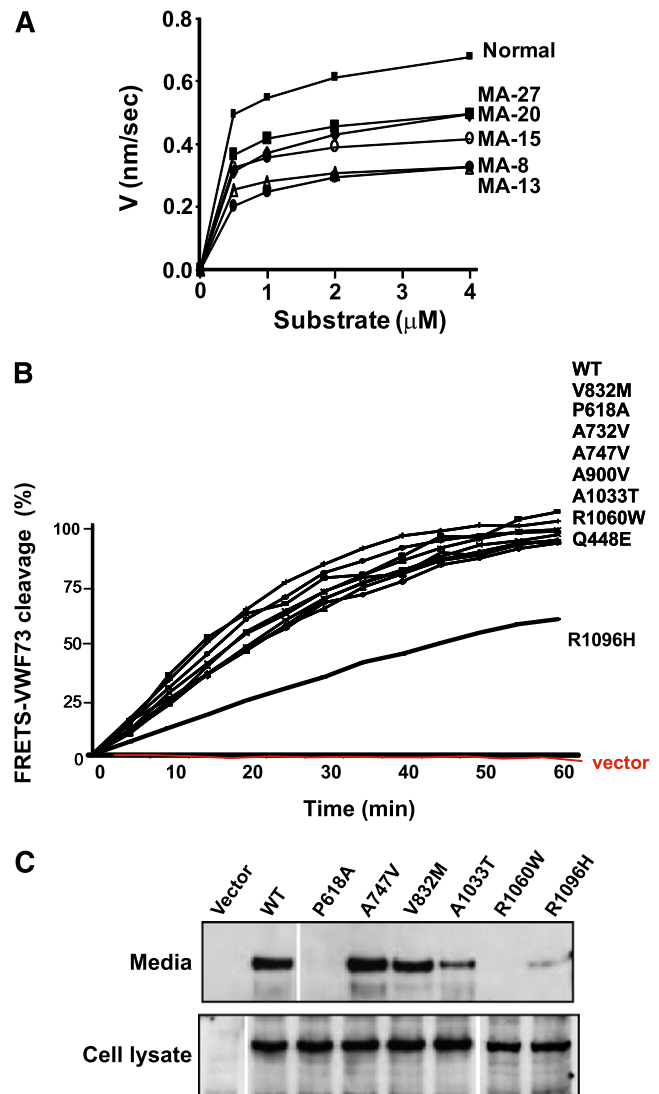 A
0.8
0.6
0.4
0.2
0.0
V (nm/sec)
Normal
MA-27
MA-20
MA-15
MA-8
MA-13
0 1 2 3 4
Substrate (μM)
B
WT
V832M
P618A
A732V
A747V
A900V
A1033T
R1060W
Q448E
R1096H
vector
FRETS-VWF73 cleavage (%)
100
75
50
25
0
0 10 20 30 40 50 60
Time (min)
C
Vector WT P618A A747V V832M A1033T R1060W R1096H
Media
Cell lysate